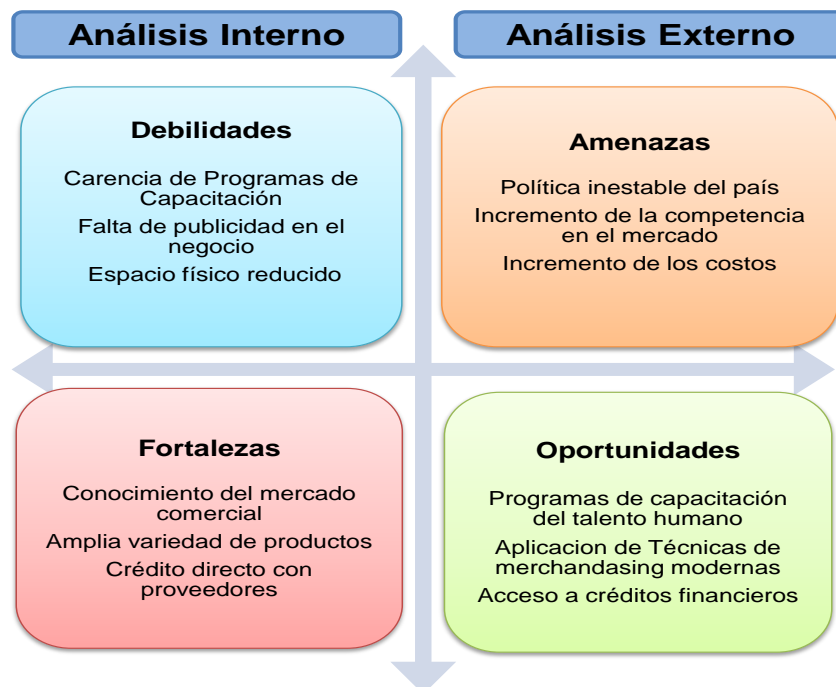 Análisis Interno
Análisis Externo
Debilidades
Carencia de Programas de
Capacitación
Falta de publicidad en el
negocio
Espacio físico reducido
Amenazas
Política inestable del país
Incremento de la competencia
en el mercado
Incremento de los costos
Fortalezas
Conocimiento del mercado
comercial
Amplia variedad de productos
Crédito directo con
proveedores
Oportunidades
Programas de capacitación
del talento humano
Aplicacion de Técnicas de
merchandasing modernas
Acceso a créditos financieros